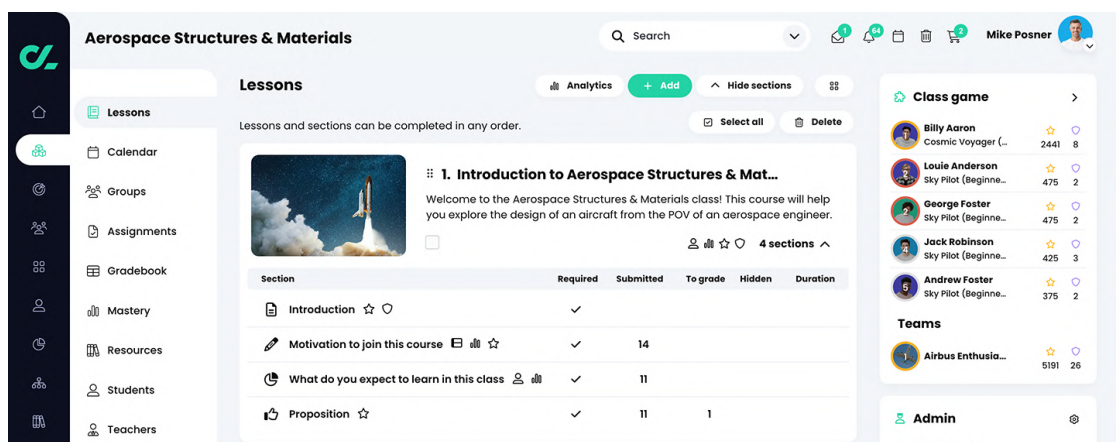 Aerospace Structures & Materials
Search
1
64
2
Mike Posner
Lessons
Calendar
Groups
Assignments
Gradebook
Mastery
Resources
Students
Teachers
Lessons
Analytics
+ Add
Hide sections
Lessons and sections can be completed in any order.
Select all
Delete
1. Introduction to Aerospace Structures & Mat...
Welcome to the Aerospace Structures & Materials class! This course will help
you explore the design of an aircraft from the POV of an aerospace engineer.
4 sections
Section Required Submitted To grade Hidden Duration
Introduction
Motivation to join this course 14
What do you expect to learn in this class 11
Proposition 11 1
Class game
Billy Aaron
Cosmic Voyager (...
2441 8
Louie Anderson
Sky Pilot (Beginne...
475 2
George Foster
Sky Pilot (Beginne...
475 2
Jack Robinson
Sky Pilot (Beginne...
425 3
Andrew Foster
Sky Pilot (Beginne...
375 2
Teams
Airbus Enthusia...
5191 26
Admin